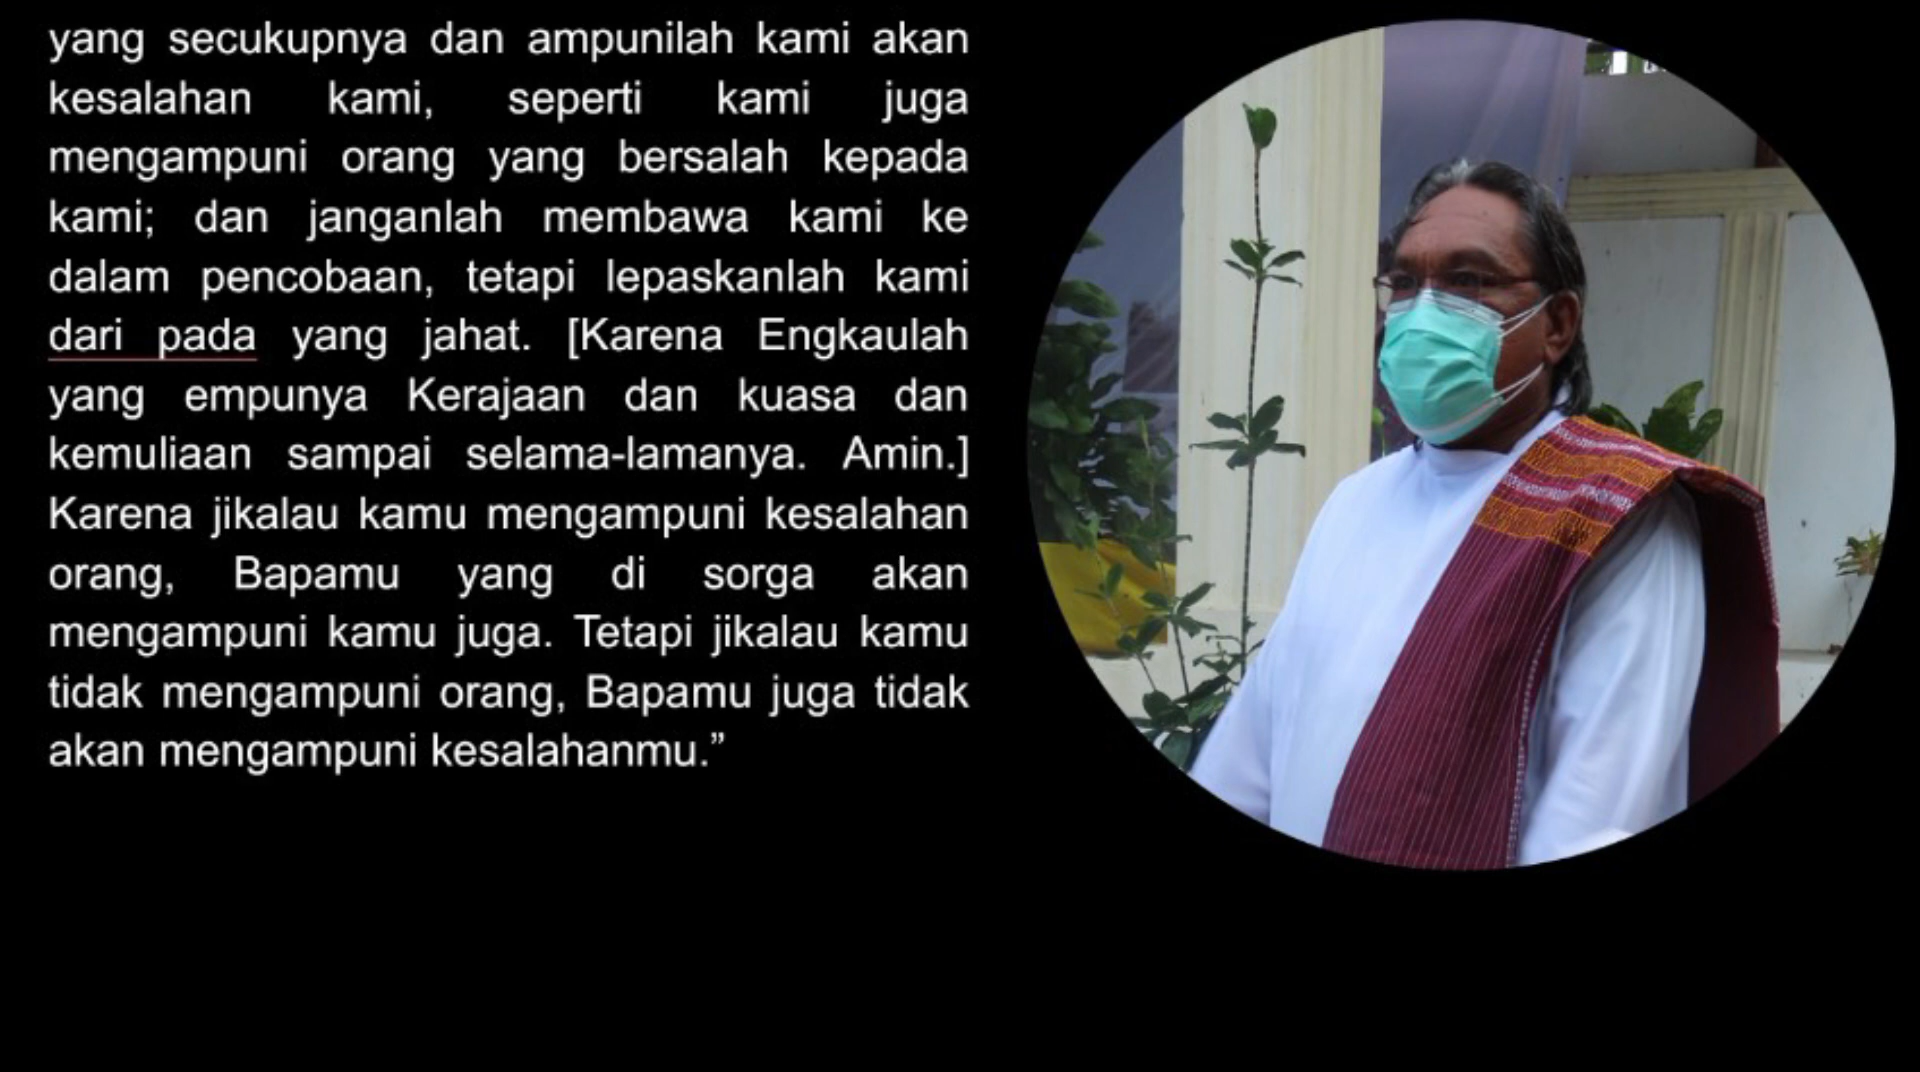 yang secukupnya dan ampunilah kami akan
kesalahan kami, seperti kami juga
mengampuni orang yang bersalah kepada
kami; dan janganlah membawa kami ke
dalam pencobaan, tetapi lepaskanlah kami
dari pada yang jahat. [Karena Engkaulah
yang empunya Kerajaan dan kuasa dan
kemuliaan sampai selama-lamanya. Amin.]
Karena jikalau kamu mengampuni kesalahan
orang, Bapamu yang di sorga akan
mengampuni kamu juga. Tetapi jikalau kamu
tidak mengampuni orang, Bapamu juga tidak
akan mengampuni kesalahanmu.”